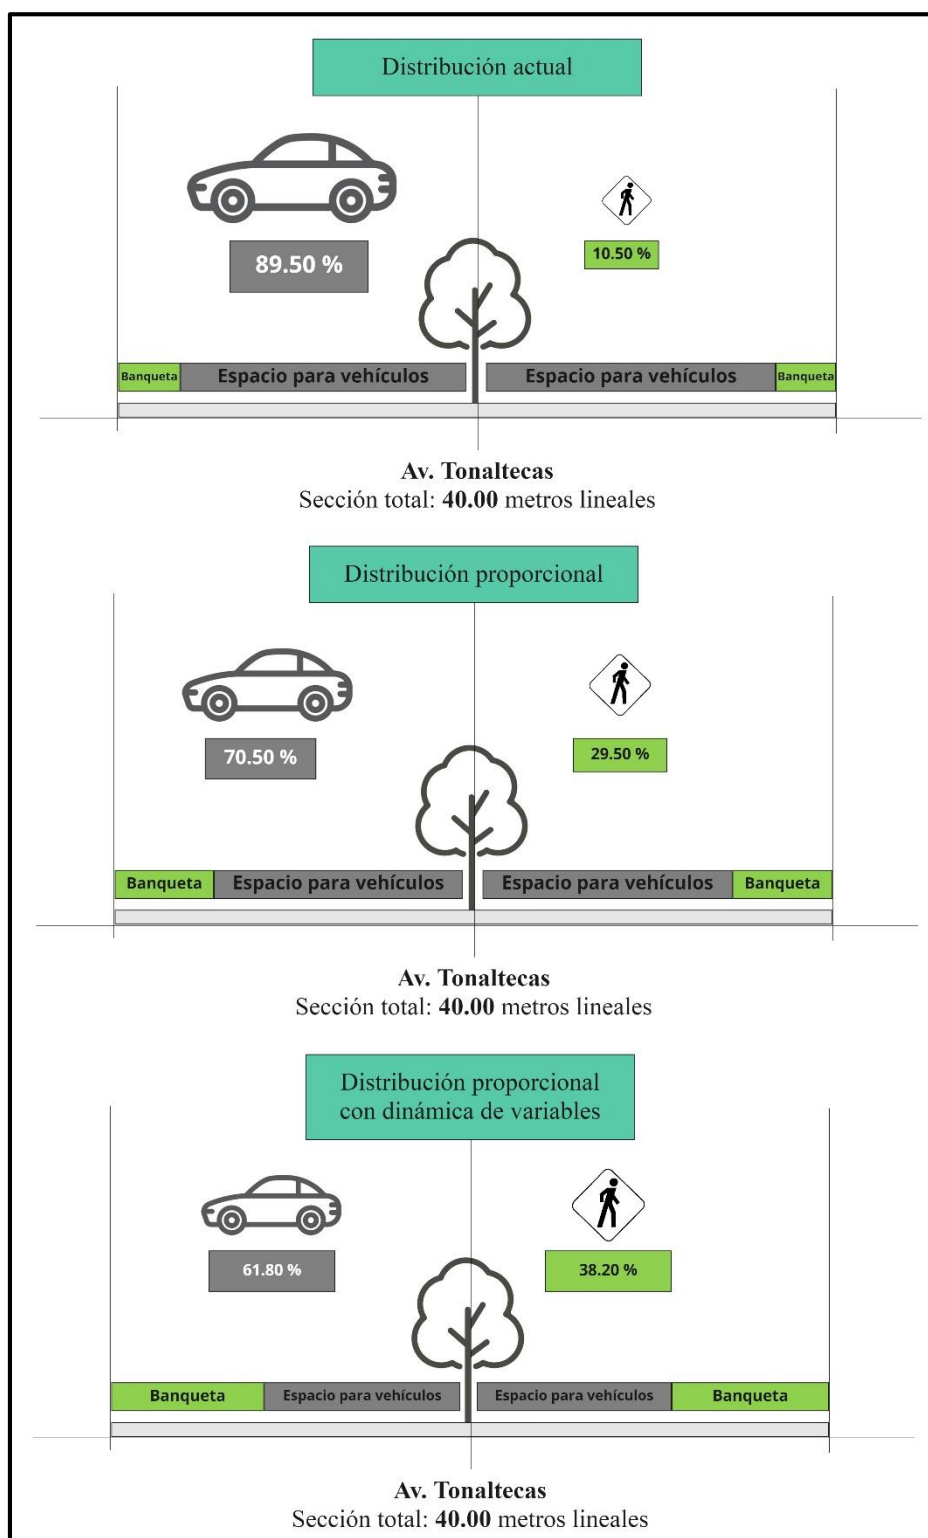 Distribución actual
89.50 %
10.50 %
Banqueta
Espacio para vehículos
Espacio para vehículos
Banqueta
Av. Tonaltecas
Sección total: 40.00 metros lineales
Distribución proporcional
70.50 %
29.50 %
Banqueta
Espacio para vehículos
Espacio para vehículos
Banqueta
Av. Tonaltecas
Sección total: 40.00 metros lineales
Distribución proporcional
con dinámica de variables
61.80 %
38.20 %
Banqueta
Espacio para vehículos
Espacio para vehículos
Banqueta
Av. Tonaltecas
Sección total: 40.00 metros lineales